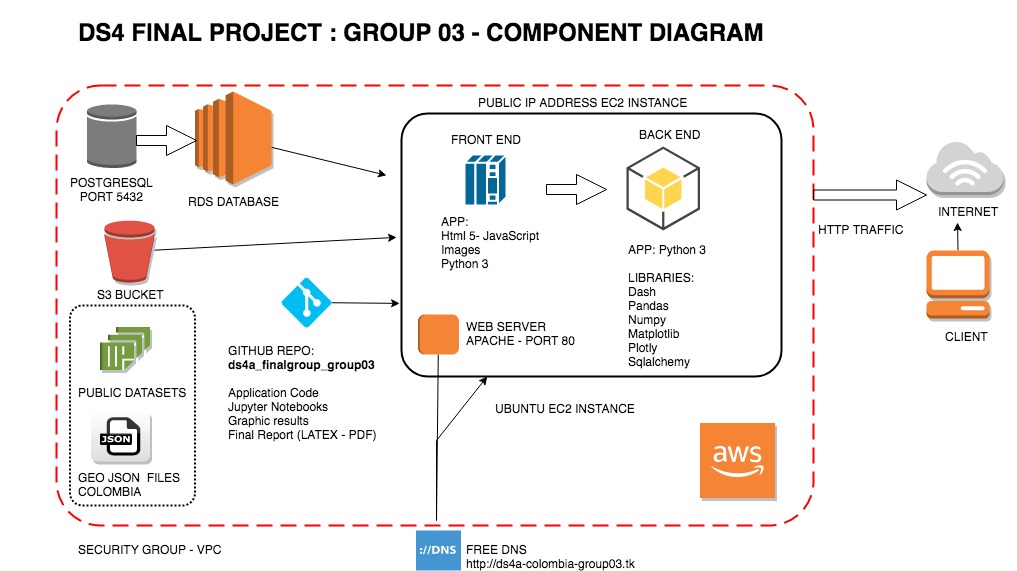 DS4 FINAL PROJECT : GROUP 03 - COMPONENT DIAGRAM
PUBLIC IP ADDRESS EC2 INSTANCE
POSTGRESQL
PORT 5432
RDS DATABASE
S3 BUCKET
PUBLIC DATASETS
JSON
GEO JSON FILES
COLOMBIA
GITHUB REPO:
ds4a_finalgroup_group03
Application Code
Jupyter Notebooks
Graphic results
Final Report (LATEX - PDF)
FRONT END
APP:
Html 5- JavaScript
Images
Python 3
BACK END
APP: Python 3
LIBRARIES:
Dash
Pandas
Numpy
Matplotlib
Plotly
Sqlalchemy
WEB SERVER
APACHE - PORT 80
UBUNTU EC2 INSTANCE
aws
HTTP TRAFFIC
INTERNET
CLIENT
SECURITY GROUP - VPC
://DNS
FREE DNS
http://ds4a-colombia-group03.tk